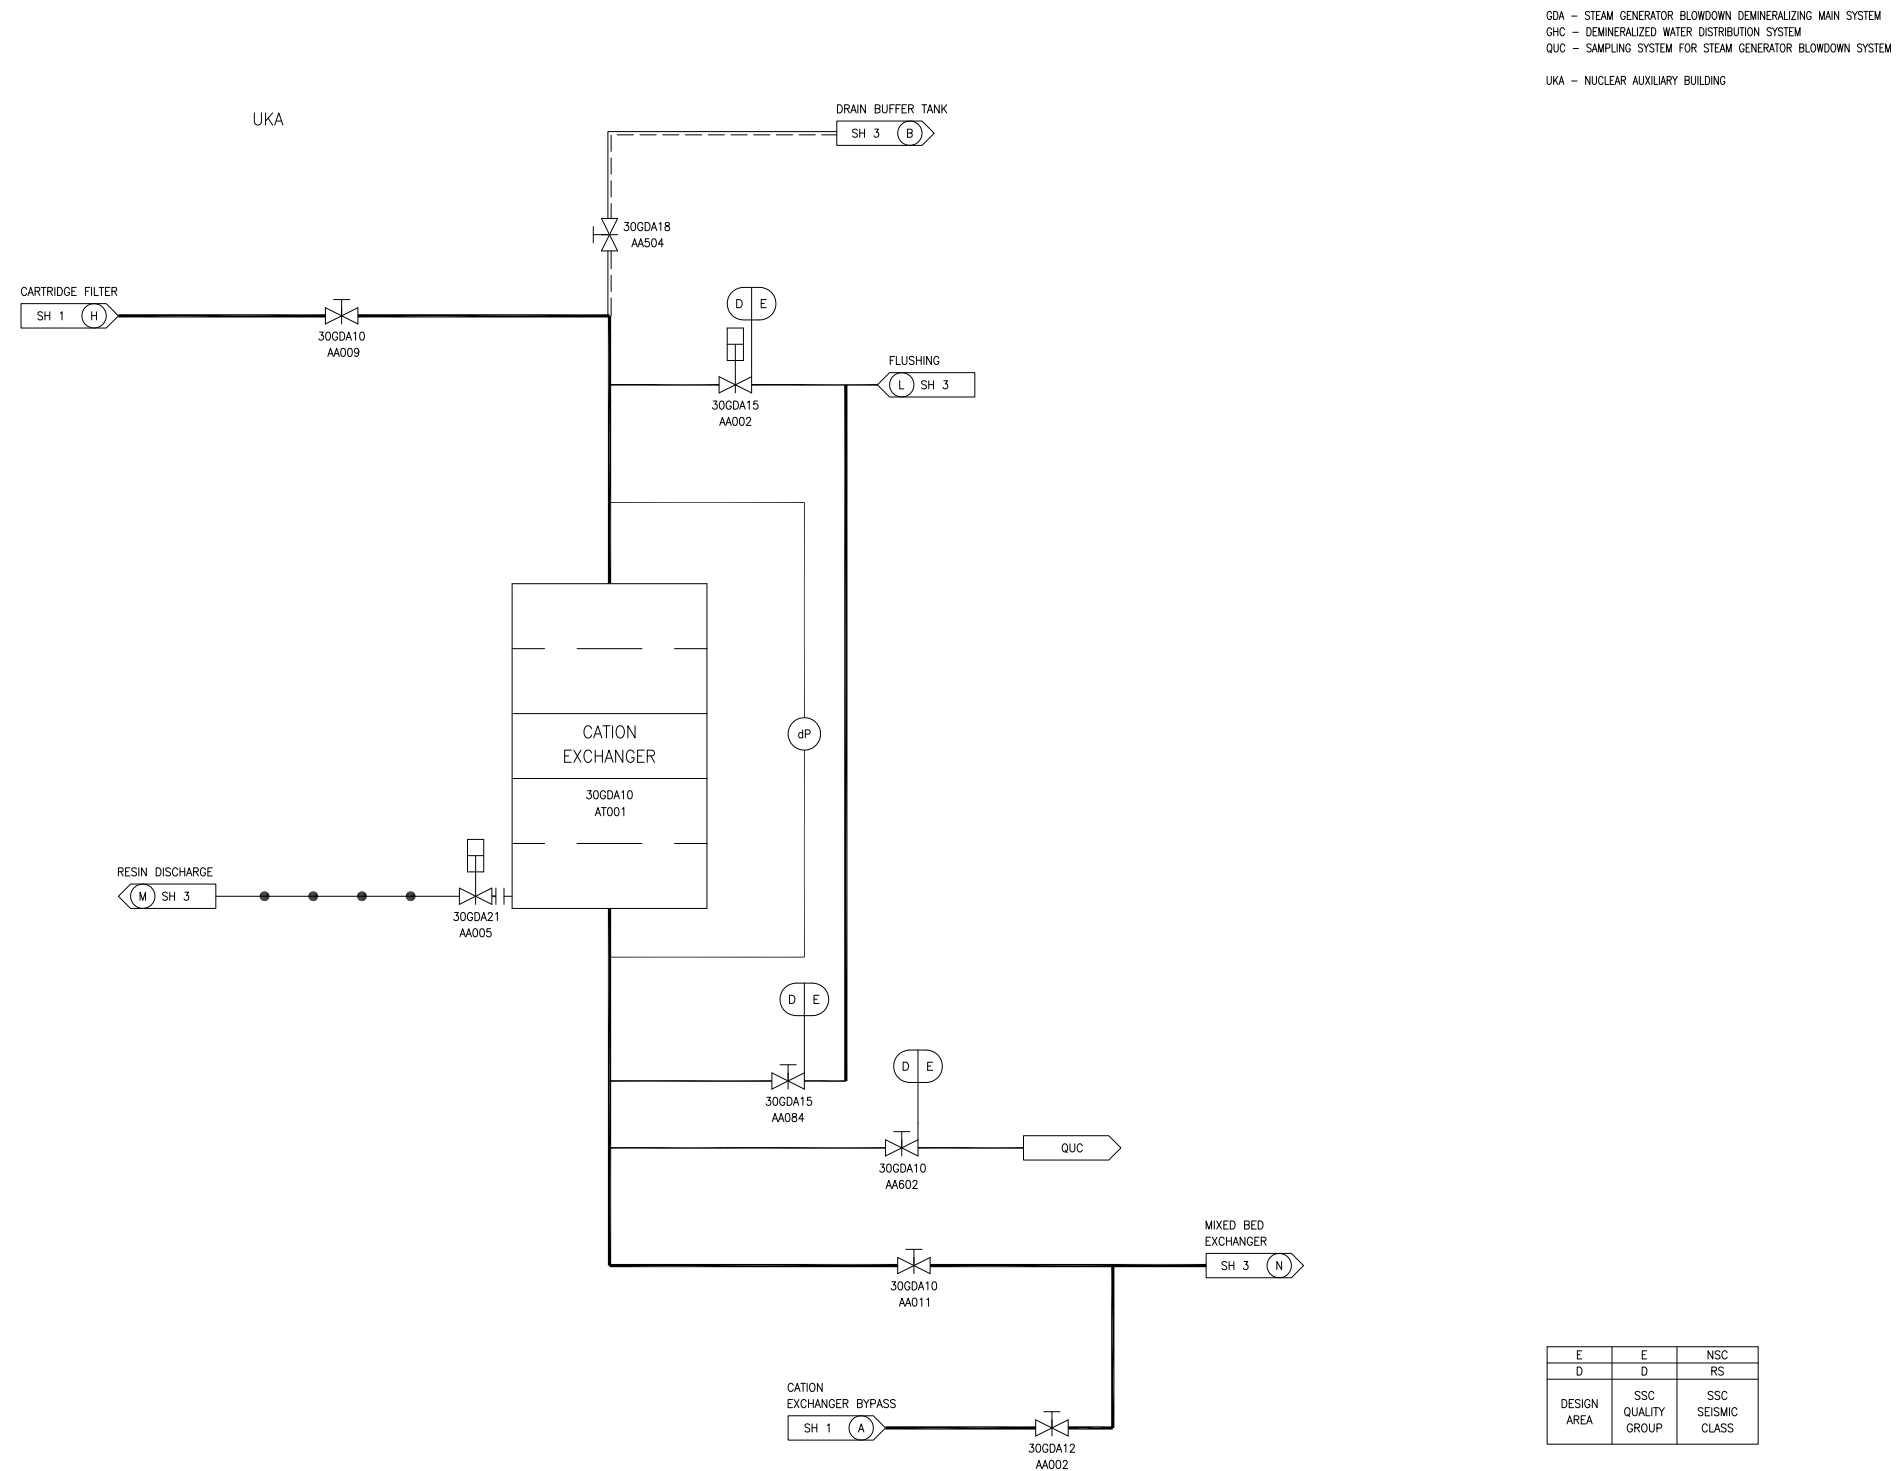 GDA – STEAM GENERATOR BLOWDOWN DEMINERALIZING MAIN SYSTEM
GHC – DEMINERALIZED WATER DISTRIBUTION SYSTEM
QUC – SAMPLING SYSTEM FOR STEAM GENERATOR BLOWDOWN SYSTEM
UKA – NUCLEAR AUXILIARY BUILDING
UKA
DRAIN BUFFER TANK
SH 3 B
30GDA18
AA504
CARTRIDGE FILTER
SH 1 H
30GDA10
AA009
D E
30GDA15
AA002
FLUSHING
L SH 3
CATION
EXCHANGER
30GDA10
AT001
dP
RESIN DISCHARGE
M SH 3
30GDA21
AA005
D E
30GDA15
AA084
D E
30GDA10
AA602
QUC
MIXED BED
EXCHANGER
SH 3 N
30GDA10
AA011
CATION
EXCHANGER BYPASS
SH 1 A
30GDA12
AA002
E E NSC
D D RS
DESIGN
AREA
SSC
QUALITY
GROUP
SSC
SEISMIC
CLASS